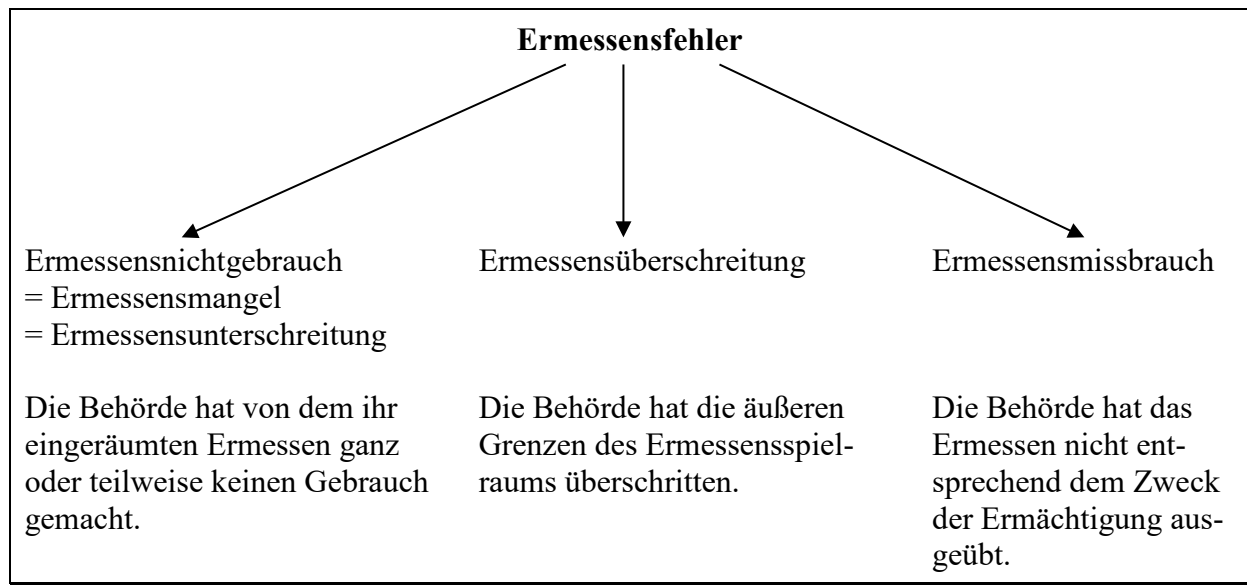 Ermessensfehler
Ermessensnichtgebrauch
= Ermessensmangel
= Ermessensunterschreitung
Die Behörde hat von dem ihr
eingeräumten Ermessen ganz
oder teilweise keinen Gebrauch
gemacht.
Ermessensüberschreitung
Die Behörde hat die äußeren
Grenzen des Ermessensspiel-
raums überschritten.
Ermessensmissbrauch
Die Behörde hat das
Ermessen nicht ent-
sprechend dem Zweck
der Ermächtigung aus-
geübt.